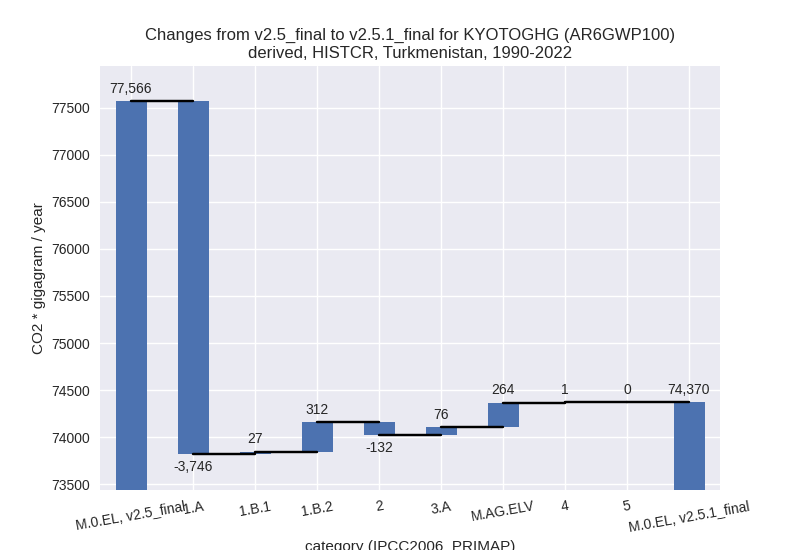 Changes from v2.5_final to v2.5.1_final for KYOTOGHG (AR6GWP100)
derived, HISTCR, Turkmenistan, 1990-2022
CO2 * gigagram / year
77500
77000
76500
76000
75500
75000
74500
74000
73500
77,566
-3,746
27
312
-132
76
264
1
0
74,370
M.0.EL, v2.5_final
1.A
1.B.1
1.B.2
2
3.A
M.AG.ELV
4
5
M.0.EL, v2.5.1_final
category (IPCC2006_PRIMAP)